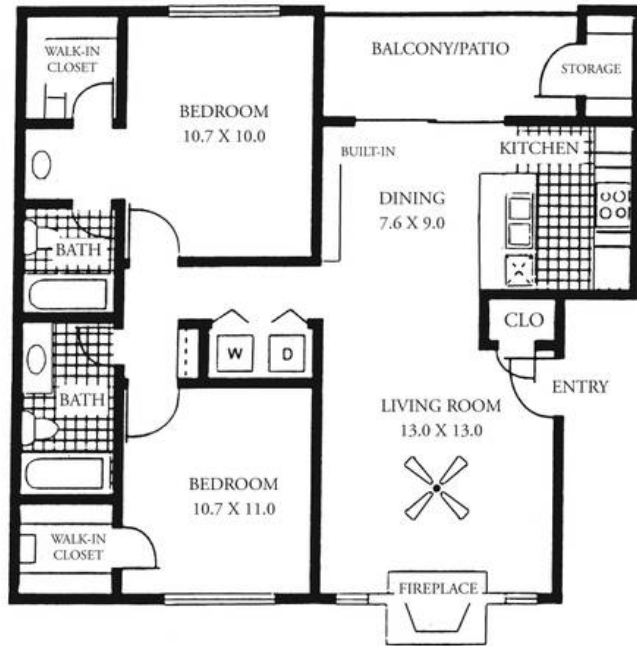 WALK-IN
CLOSET
BALCONY/PATIO
STORAGE
BEDROOM
10.7 X 10.0
BUILT-IN
KITCHEN
DINING
7.6 X 9.0
BATH
CLO
W
D
ENTRY
BATH
LIVING ROOM
13.0 X 13.0
BEDROOM
10.7 X 11.0
WALK-IN
CLOSET
FIREPLACE